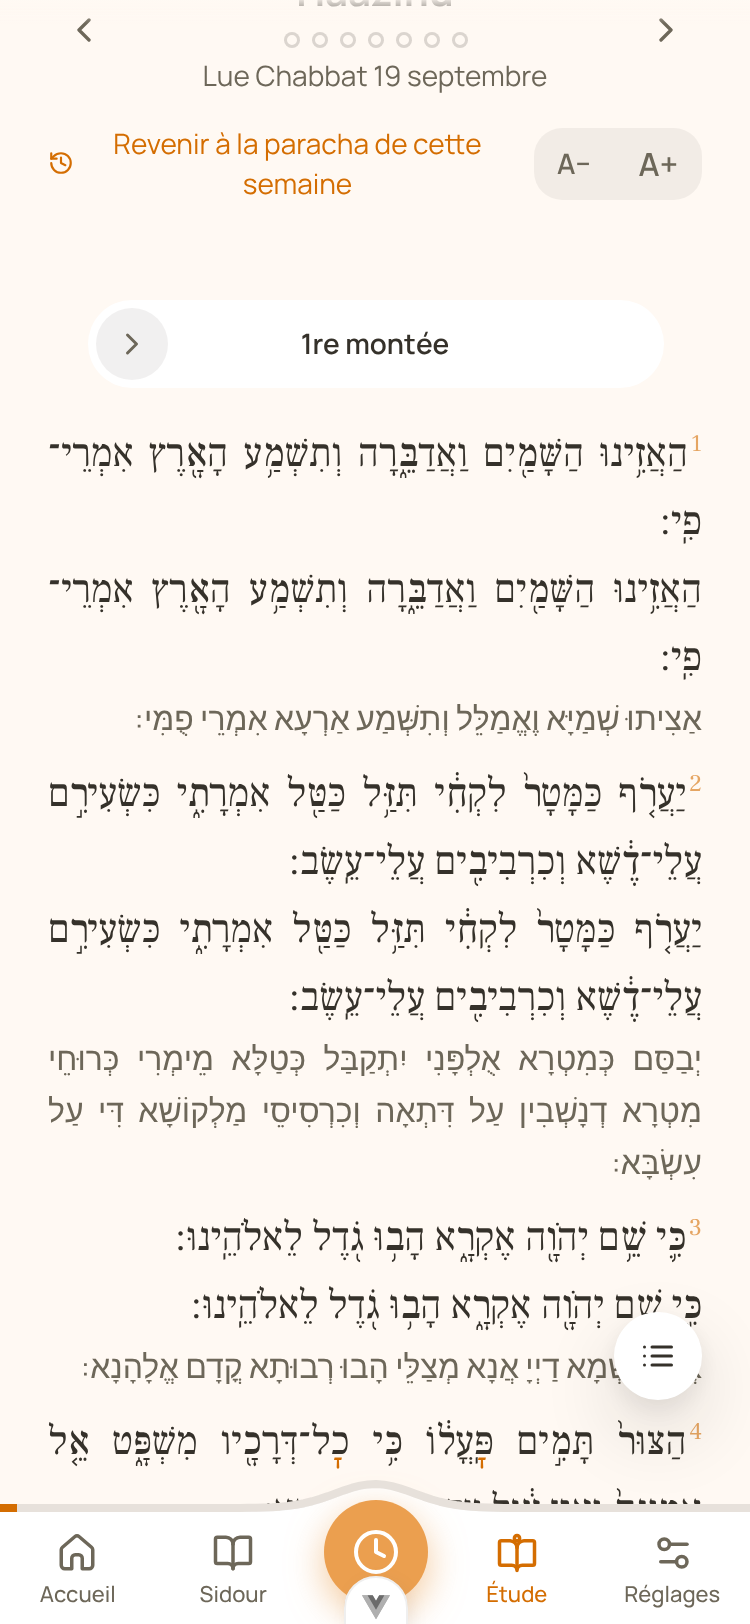 Lue Chabbat 19 septembre
Revenir à la paracha de cette
semaine
A−
A+
1re montée
1 הַאֲזִ֥ינוּ הַשָּׁמַ֖יִם וַאֲדַבֵּ֑רָה וְתִשְׁמַ֥ע הָאָ֖רֶץ אִמְרֵי־
פִֽי׃
הַאֲזִ֥ינוּ הַשָּׁמַ֖יִם וַאֲדַבֵּ֑רָה וְתִשְׁמַ֥ע הָאָ֖רֶץ אִמְרֵי־
פִֽי׃
אַצִיתוּ שְׁמַיָּא וֶאֱמַלֵּל וְתִשְּׁמַע אַרְעָא אִמְרֵי פֻמִּי׃
2 יַעֲרֹ֤ף כַּמָּטָר֙ לִקְחִ֔י תִּזַּ֥ל כַּטַּ֖ל אִמְרָתִ֑י כִּשְׂעִירִ֣ם
עֲלֵי־דֶ֔שֶׁא וְכִרְבִיבִ֖ים עֲלֵי־עֵֽשֶׂב׃
יַעֲרֹ֤ף כַּמָּטָר֙ לִקְחִ֔י תִּזַּ֥ל כַּטַּ֖ל אִמְרָתִ֑י כִּשְׂעִירִ֣ם
עֲלֵי־דֶ֔שֶׁא וְכִרְבִיבִ֖ים עֲלֵי־עֵֽשֶׂב׃
יְבַסַּם כְּמִטְרָא אֻלְפָּנִי יִתְקַבַּל כְּטַלָּא מֵימְרִי כְּרוּחֵי
מִטְרָא דְנָשְׁבִין עַל דִּתְאָה וְכִרְסִיסֵי מַלְקוֹשָׁא דִּי עַל
עִשְׂבָּא׃
3 כִּ֛י שֵׁ֥ם יְהֹוָ֖ה אֶקְרָ֑א הָב֥וּ גֹ֖דֶל לֵאלֹהֵֽינוּ׃
כִּ֛י שֵׁ֥ם יְהֹוָ֖ה אֶקְרָ֑א הָב֥וּ גֹ֖דֶל לֵאלֹהֵֽינוּ׃
דַיְיָ אֲנָא מְצַלֵּי הָבוּ רְבוּתָא קֳדָם אֱלָהָנָא׃
4 הַצּוּר֙ תָּמִ֣ים פׇּֽעֳל֔וֹ כִּ֥י כׇל־דְּרָכָ֖יו מִשְׁפָּ֑ט אֵ֤ל
Accueil
Sidour
Étude
Réglages